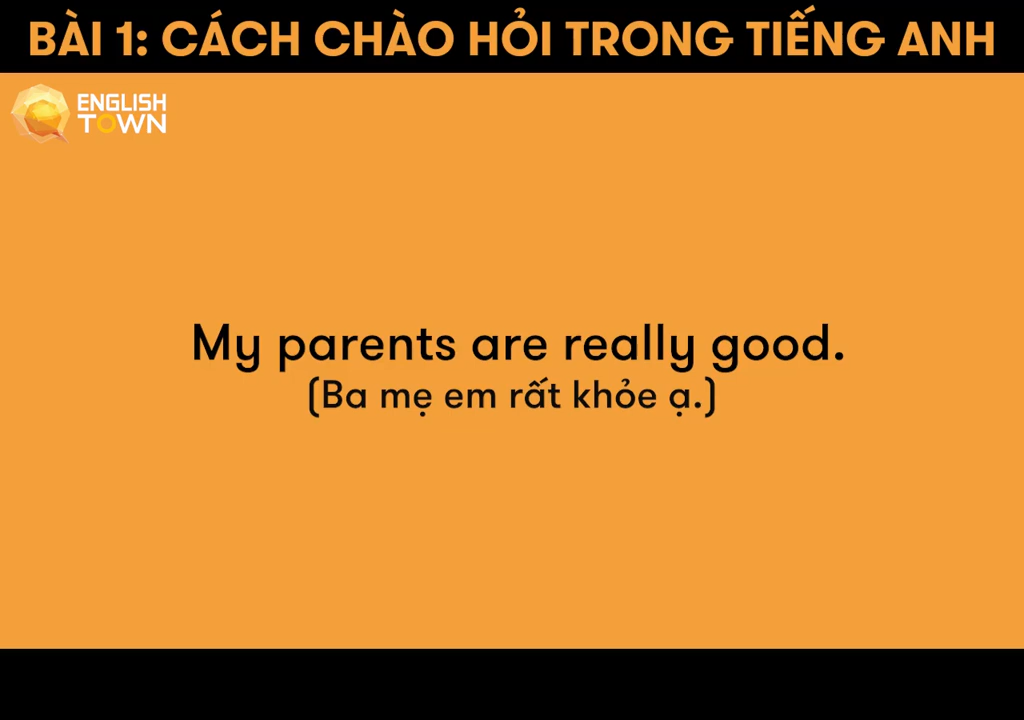 BÀI 1: CÁCH CHÀO HỎI TRONG TIẾNG ANH
ENGLISH
TOWN
My parents are really good.
(Ba mẹ em rất khỏe ạ.)